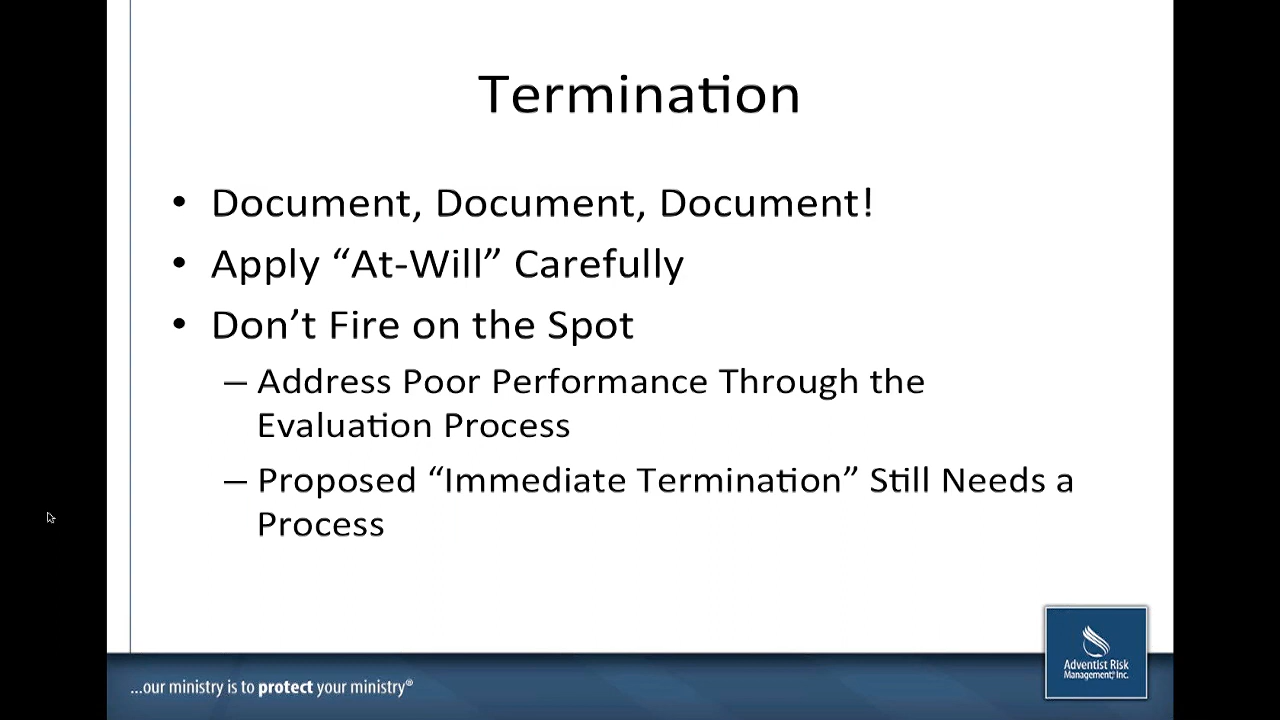 Termination
• Document, Document, Document!
• Apply “At-Will” Carefully
• Don’t Fire on the Spot
– Address Poor Performance Through the
Evaluation Process
– Proposed “Immediate Termination” Still Needs a
Process
...our ministry is to protect your ministry®
Adventist Risk
Management, Inc.